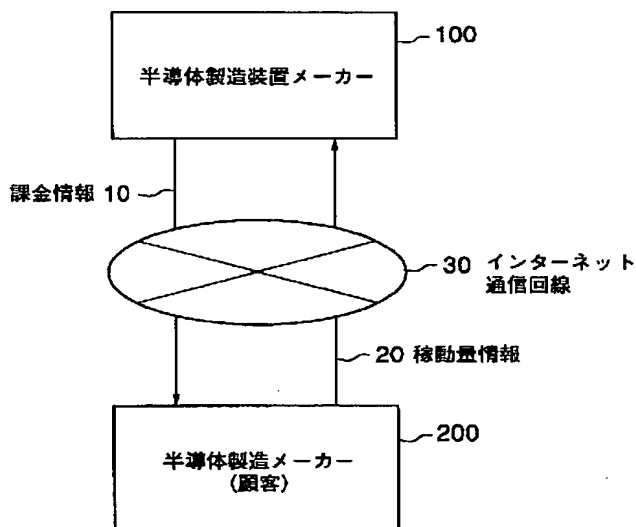 100
半導体製造装置メーカー
課金情報 10
30 インターネット
通信回線
20 稼動量情報
200
半導体製造メーカー
(顧客)